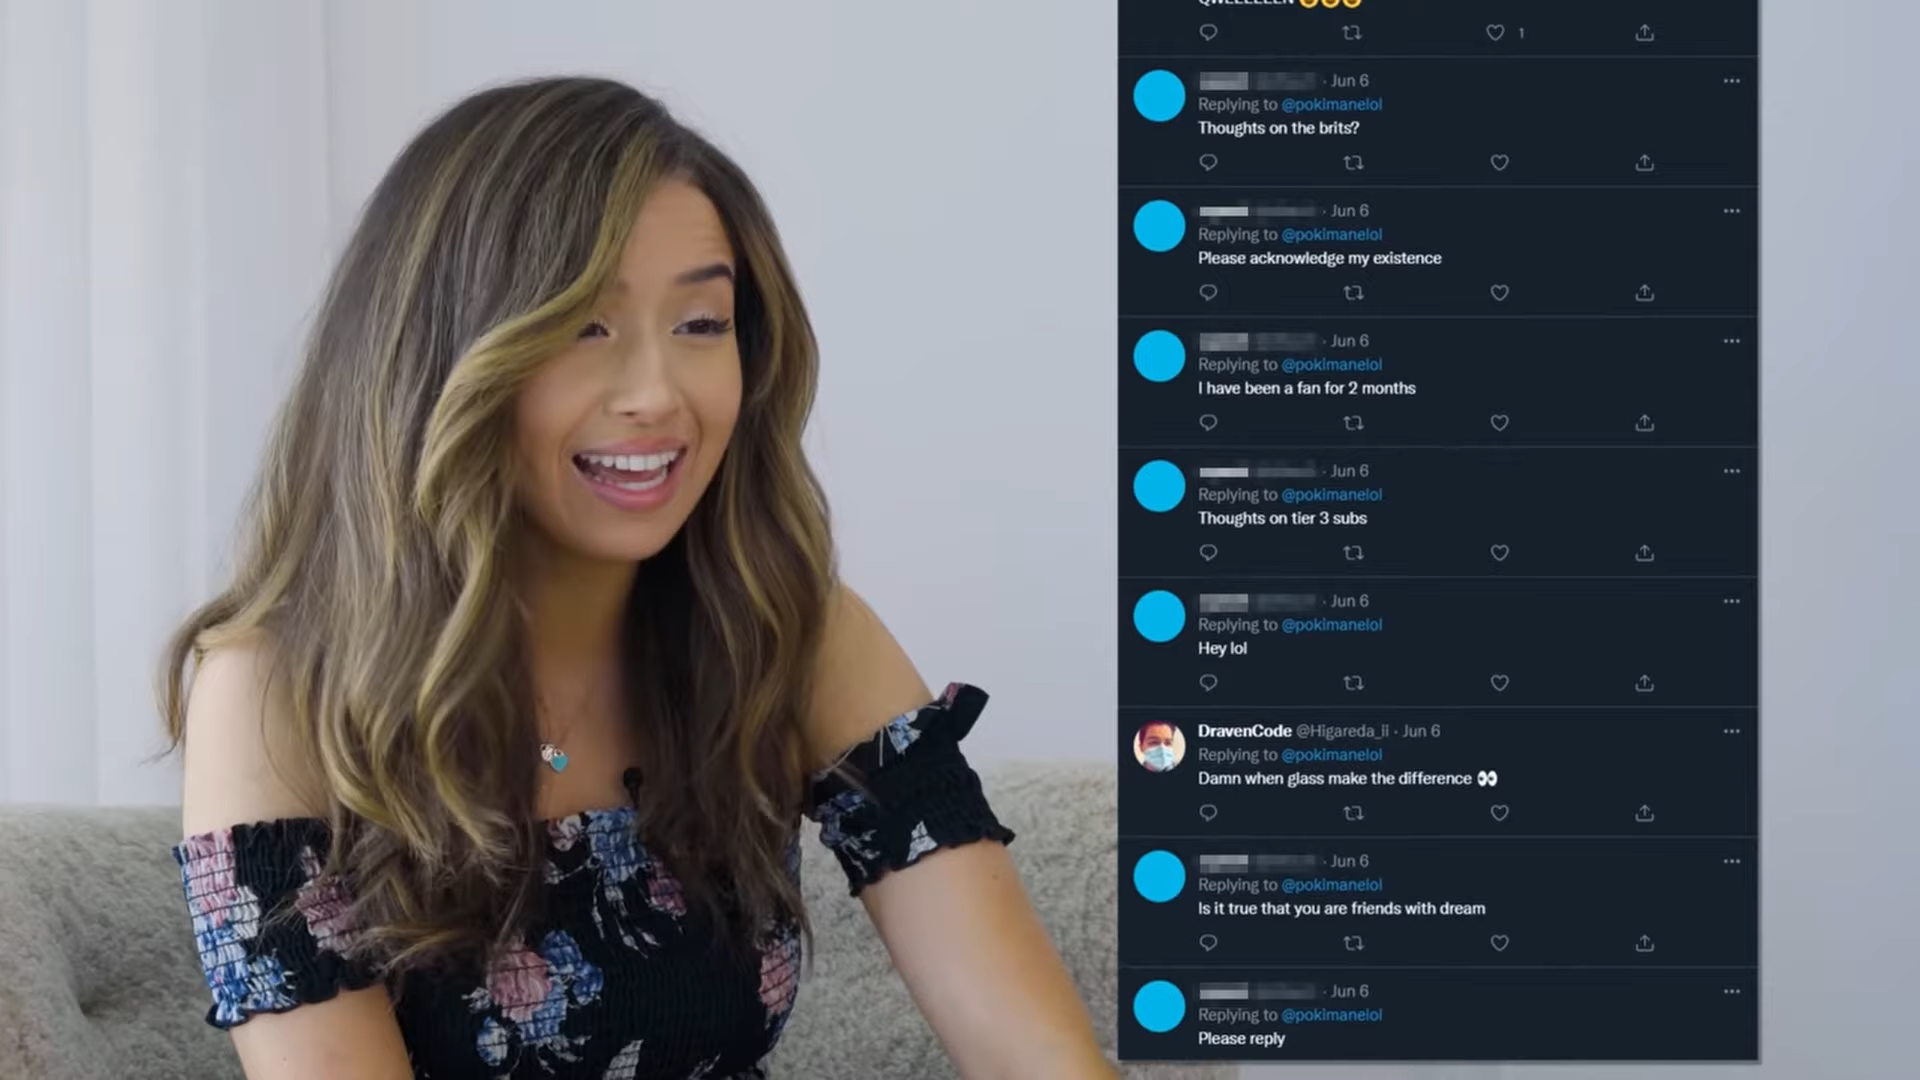 1
· Jun 6
Replying to @pokimanelol
Thoughts on the brits?
· Jun 6
Replying to @pokimanelol
Please acknowledge my existence
· Jun 6
Replying to @pokimanelol
I have been a fan for 2 months
· Jun 6
Replying to @pokimanelol
Thoughts on tier 3 subs
· Jun 6
Replying to @pokimanelol
Hey lol
DravenCode @Higareda_ii · Jun 6
Replying to @pokimanelol
Damn when glass make the difference 👀
· Jun 6
Replying to @pokimanelol
Is it true that you are friends with dream
· Jun 6
Replying to @pokimanelol
Please reply